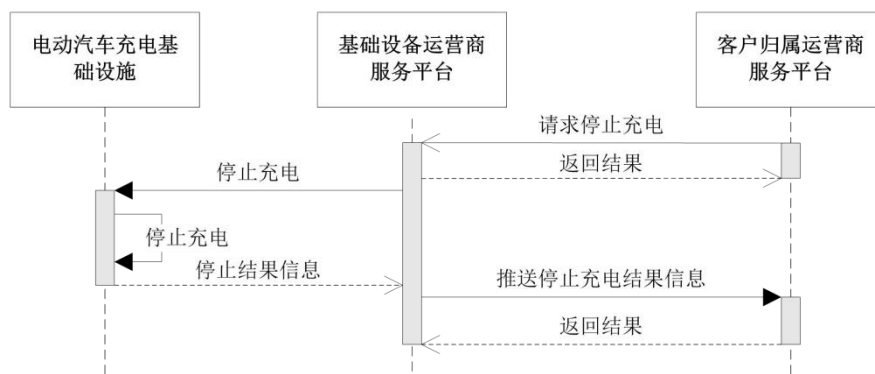 电动汽车充电基
础设施
基础设备运营商
服务平台
客户归属运营商
服务平台
请求停止充电
返回结果
停止充电
停止充电
停止结果信息
推送停止充电结果信息
返回结果